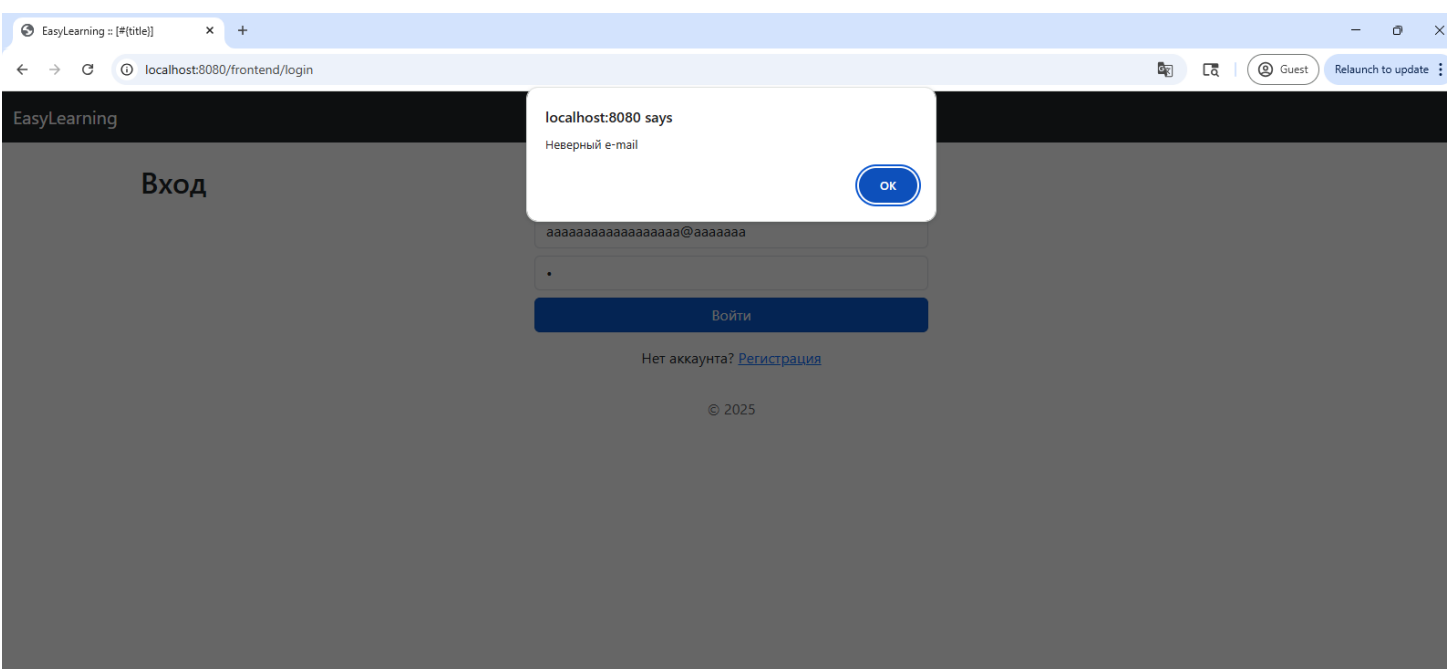 EasyLearning :: [#{title}]
localhost:8080/frontend/login
Guest
Relaunch to update
EasyLearning
localhost:8080 says
Неверный e-mail
OK
Вход
aaaaaaaaaaaaaaaaaa@aaaaaaa
•
Войти
Нет аккаунта? Регистрация
© 2025